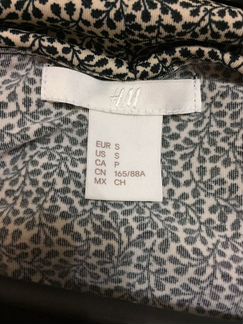 H&M
EUR S
US S
CA P
CN 165/88A
MX CH